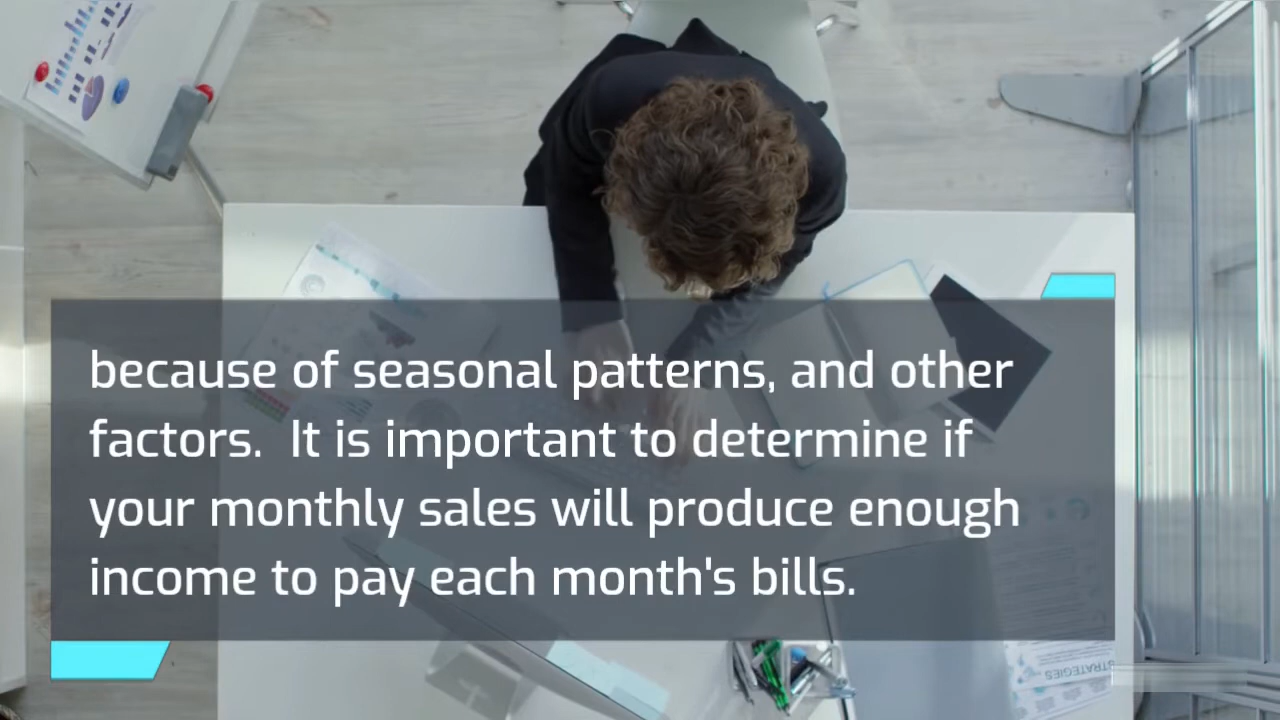 because of seasonal patterns, and other
factors.  It is important to determine if
your monthly sales will produce enough
income to pay each month's bills.
STRATEGIES